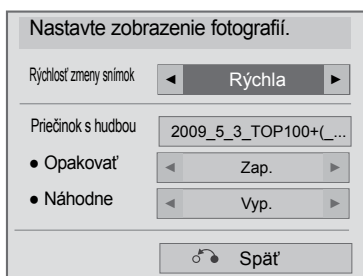 Nastavte zobrazenie fotografií.
Rýchlosť zmeny snímok ◄ Rýchla ►
Priečinok s hudbou 2009_5_3_TOP100+(_...
● Opakovať ◄ Zap. ►
● Náhodne ◄ Vyp. ►
Späť